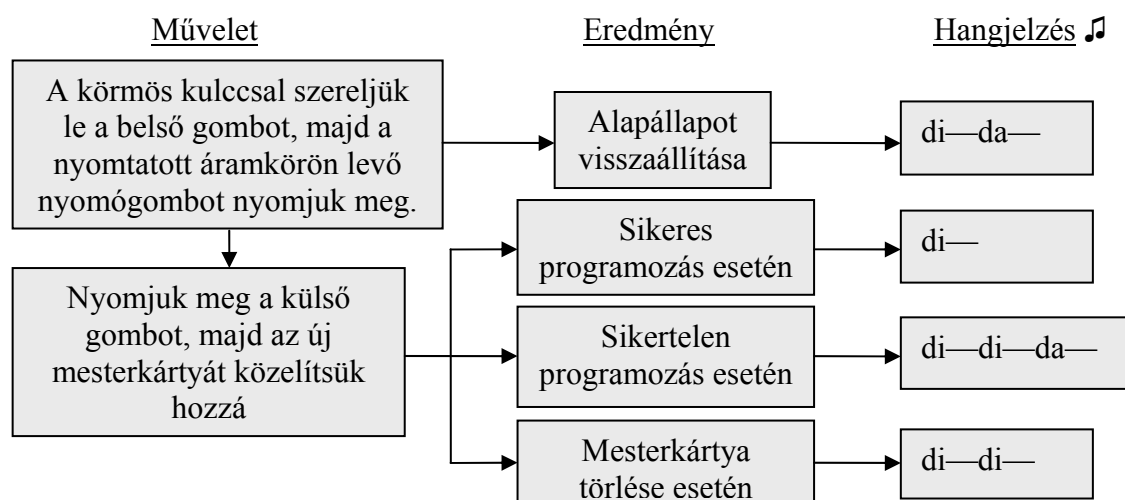 Művelet
Eredmény
Hangjelzés ♫
A körmös kulccsal szereljük
le a belső gombot, majd a
nyomtatott áramkörön levő
nyomógombot nyomjuk meg.
Alapállapot
visszaállítása
di—da—
Nyomjuk meg a külső
gombot, majd az új
mesterkártyát közelítsük
hozzá
Sikeres
programozás esetén
di—
Sikertelen
programozás esetén
di—di—da—
Mesterkártya
törlése esetén
di—di—